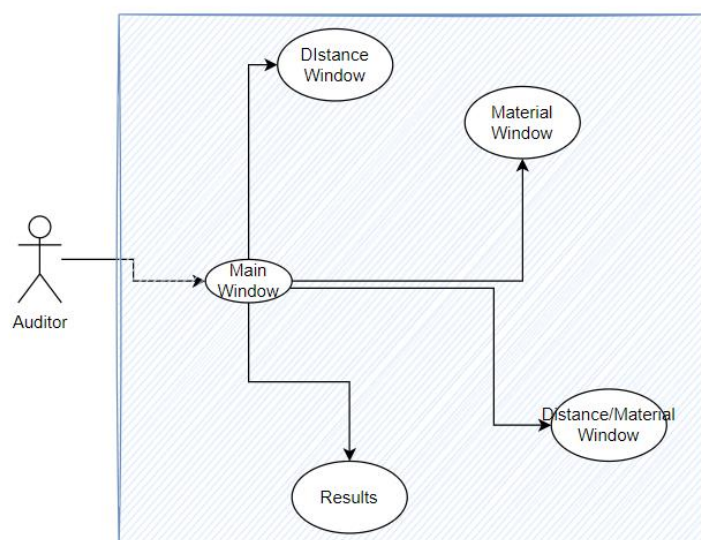 DIstance
Window
Material
Window
Main
Window
Auditor
Distance/Material
Window
Results